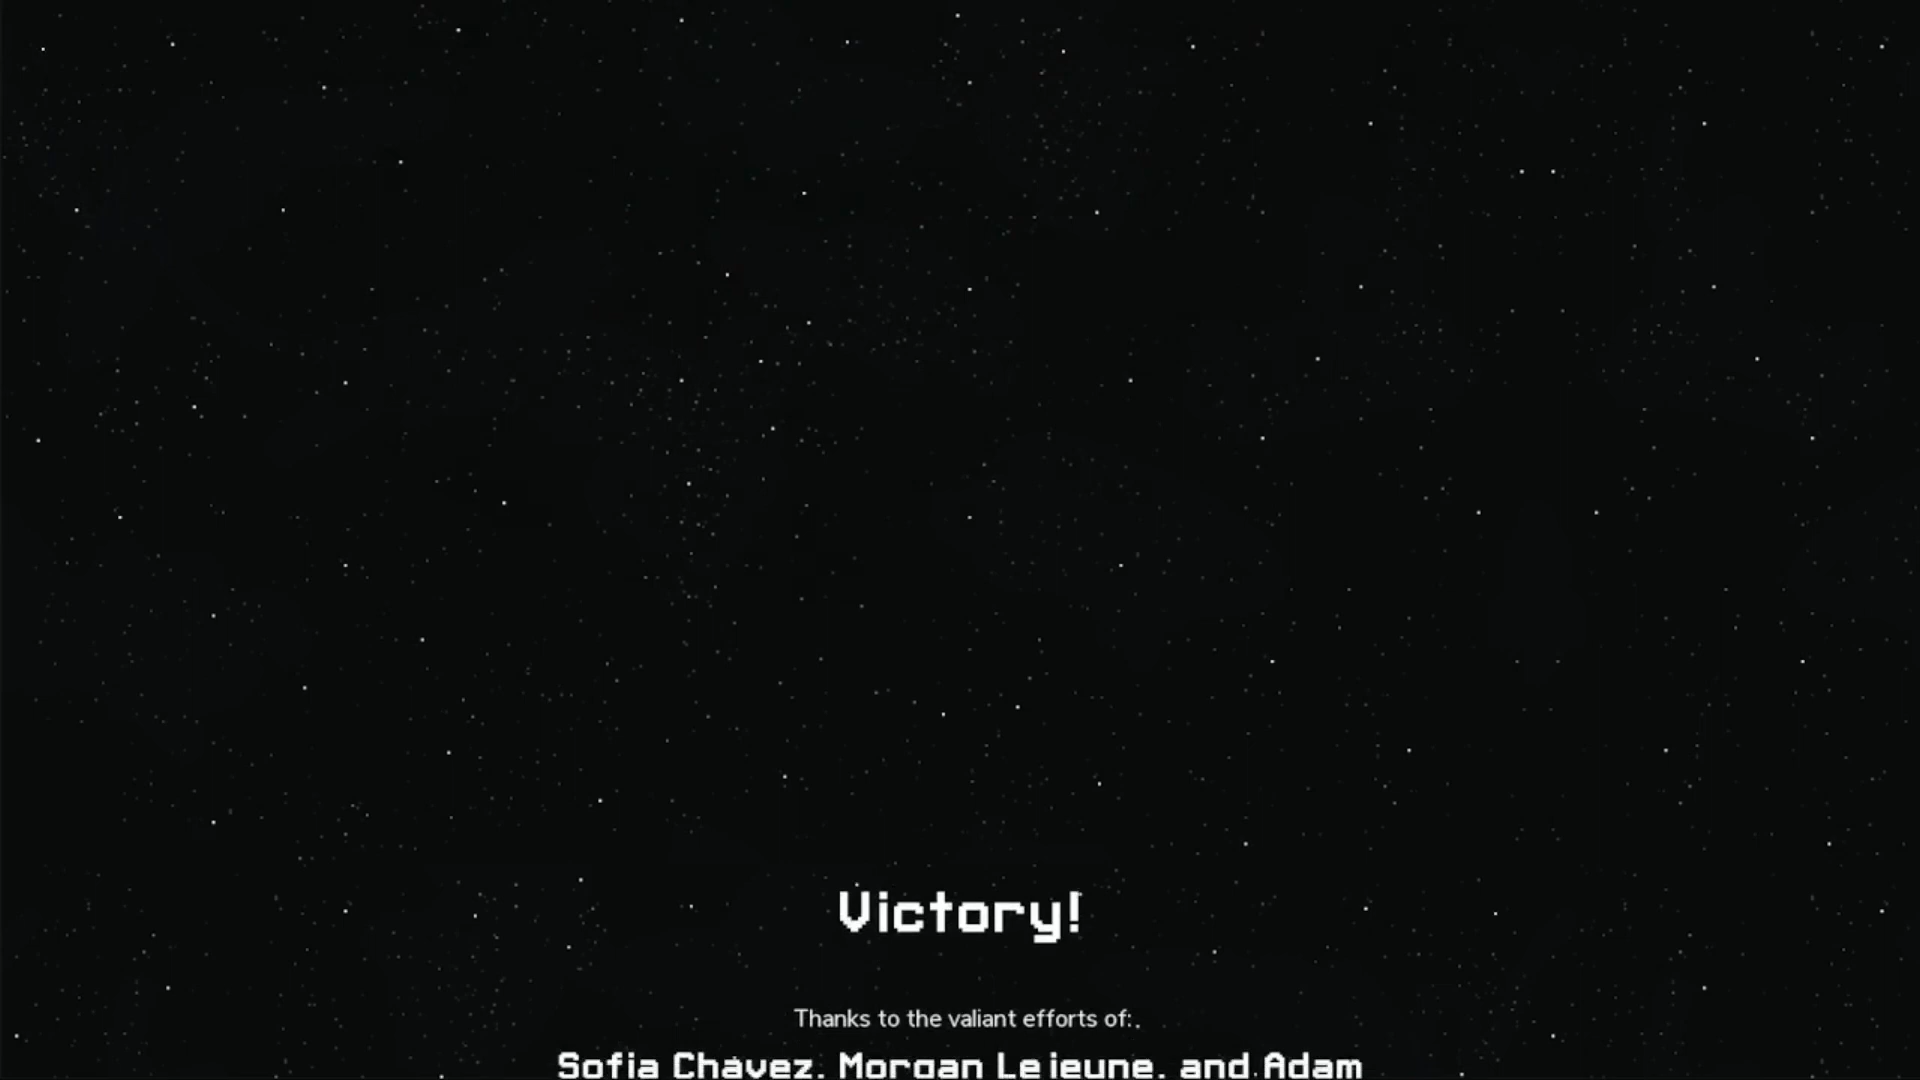 Victory!
Thanks to the valiant efforts of:
Sofia Chavez, Morgan Lejeune, and Adam